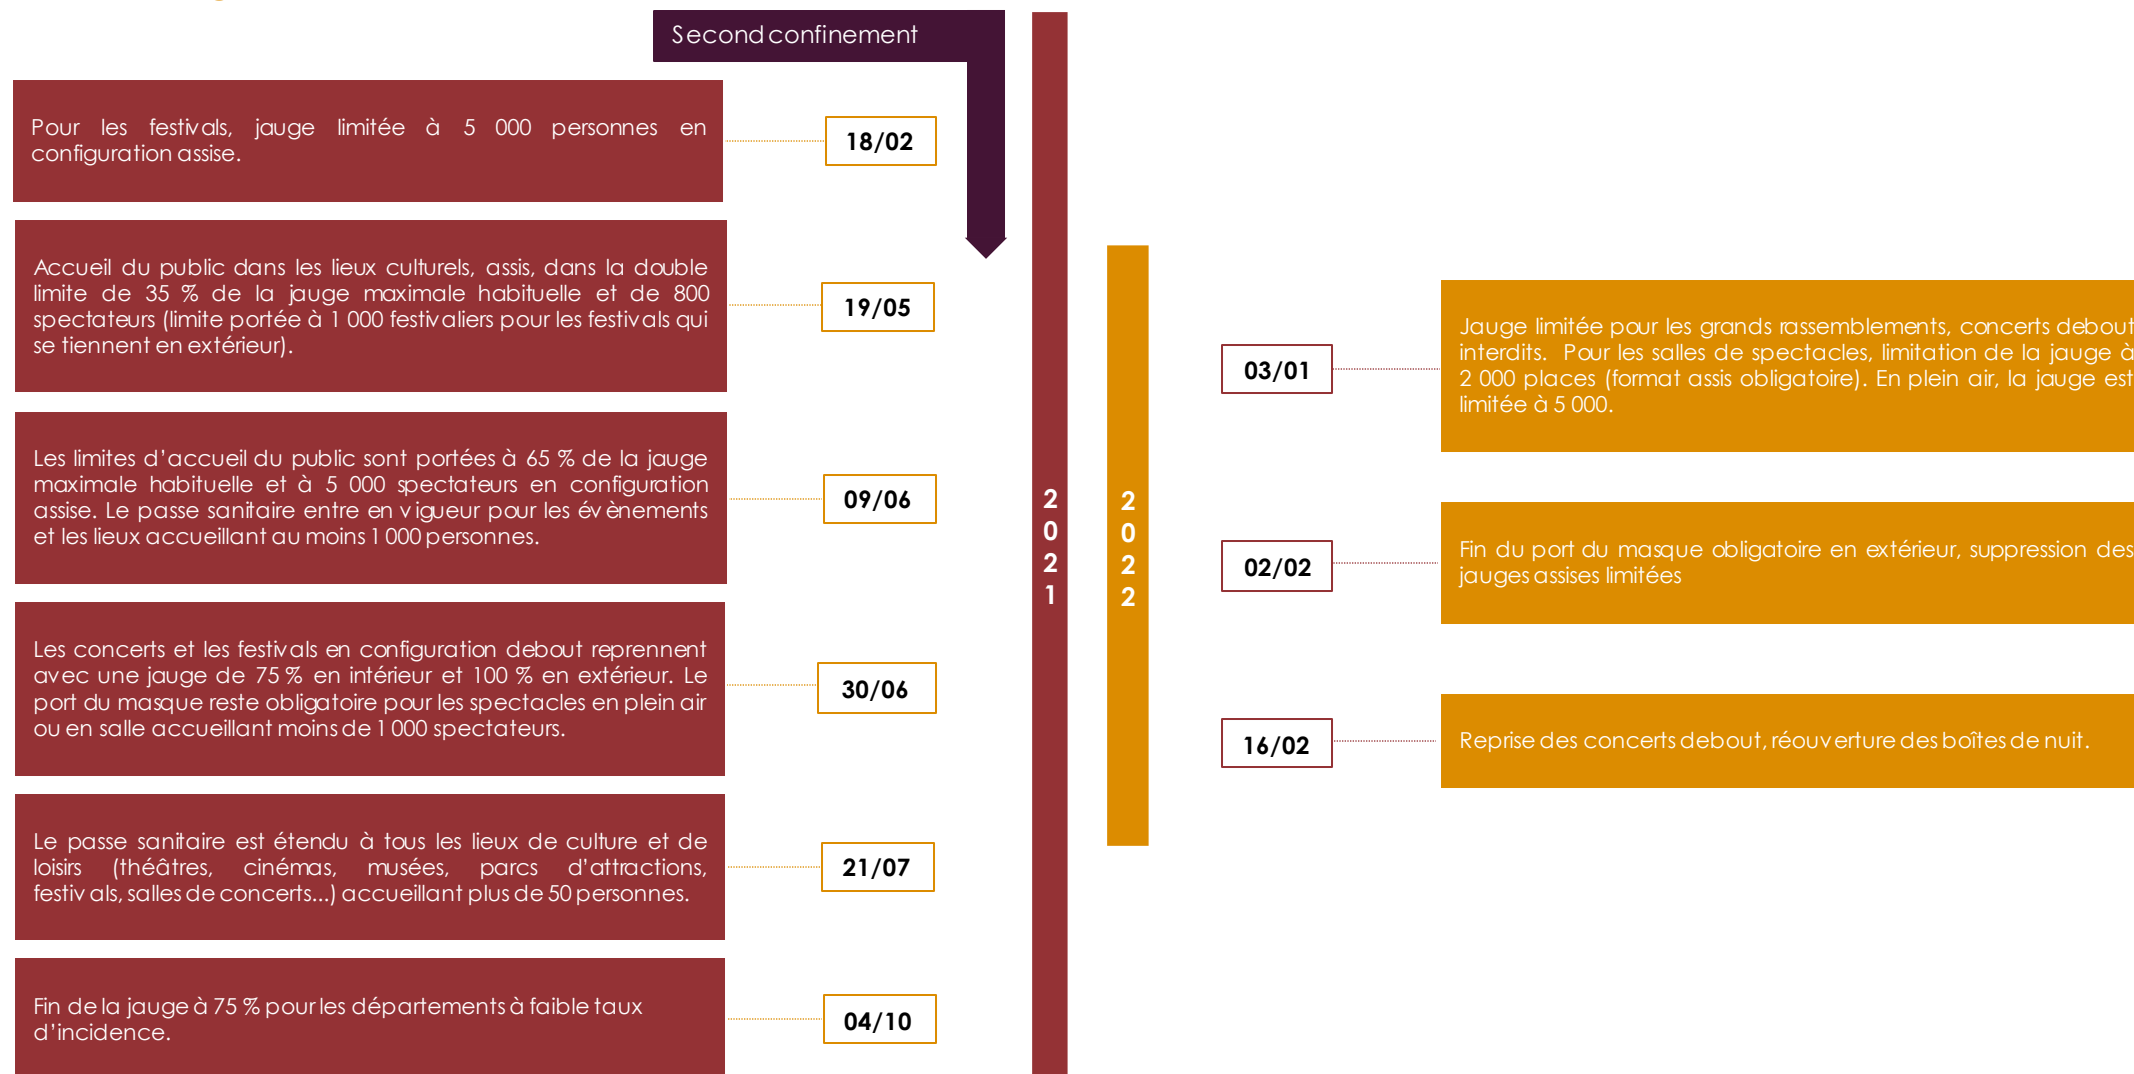 Second confinement
Pour les festivals, jauge limitée à 5 000 personnes en
configuration assise.
18/02
Accueil du public dans les lieux culturels, assis, dans la double
limite de 35 % de la jauge maximale habituelle et de 800
spectateurs (limite portée à 1 000 festivaliers pour les festivals qui
se tiennent en extérieur).
19/05
Les limites d’accueil du public sont portées à 65 % de la jauge
maximale habituelle et à 5 000 spectateurs en configuration
assise. Le passe sanitaire entre en vigueur pour les évènements
et les lieux accueillant au moins 1 000 personnes.
09/06
Les concerts et les festivals en configuration debout reprennent
avec une jauge de 75 % en intérieur et 100 % en extérieur. Le
port du masque reste obligatoire pour les spectacles en plein air
ou en salle accueillant moins de 1 000 spectateurs.
30/06
Le passe sanitaire est étendu à tous les lieux de culture et de
loisirs (théâtres, cinémas, musées, parcs d’attractions,
festivals, salles de concerts...) accueillant plus de 50 personnes.
21/07
Fin de la jauge à 75 % pour les départements à faible taux
d’incidence.
04/10
2
0
2
1
2
0
2
2
03/01
Jauge limitée pour les grands rassemblements, concerts debout
interdits. Pour les salles de spectacles, limitation de la jauge à
2 000 places (format assis obligatoire). En plein air, la jauge est
limitée à 5 000.
02/02
Fin du port du masque obligatoire en extérieur, suppression des
jauges assises limitées
16/02
Reprise des concerts debout, réouverture des boîtes de nuit.